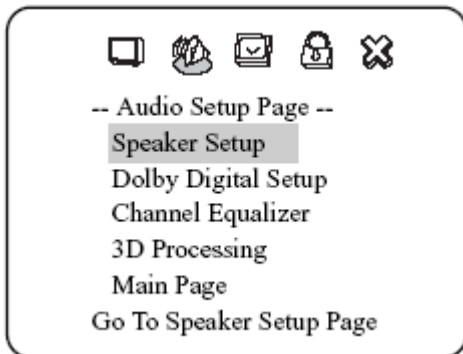 -- Audio Setup Page --
Speaker Setup
Dolby Digital Setup
Channel Equalizer
3D Processing
Main Page
Go To Speaker Setup Page